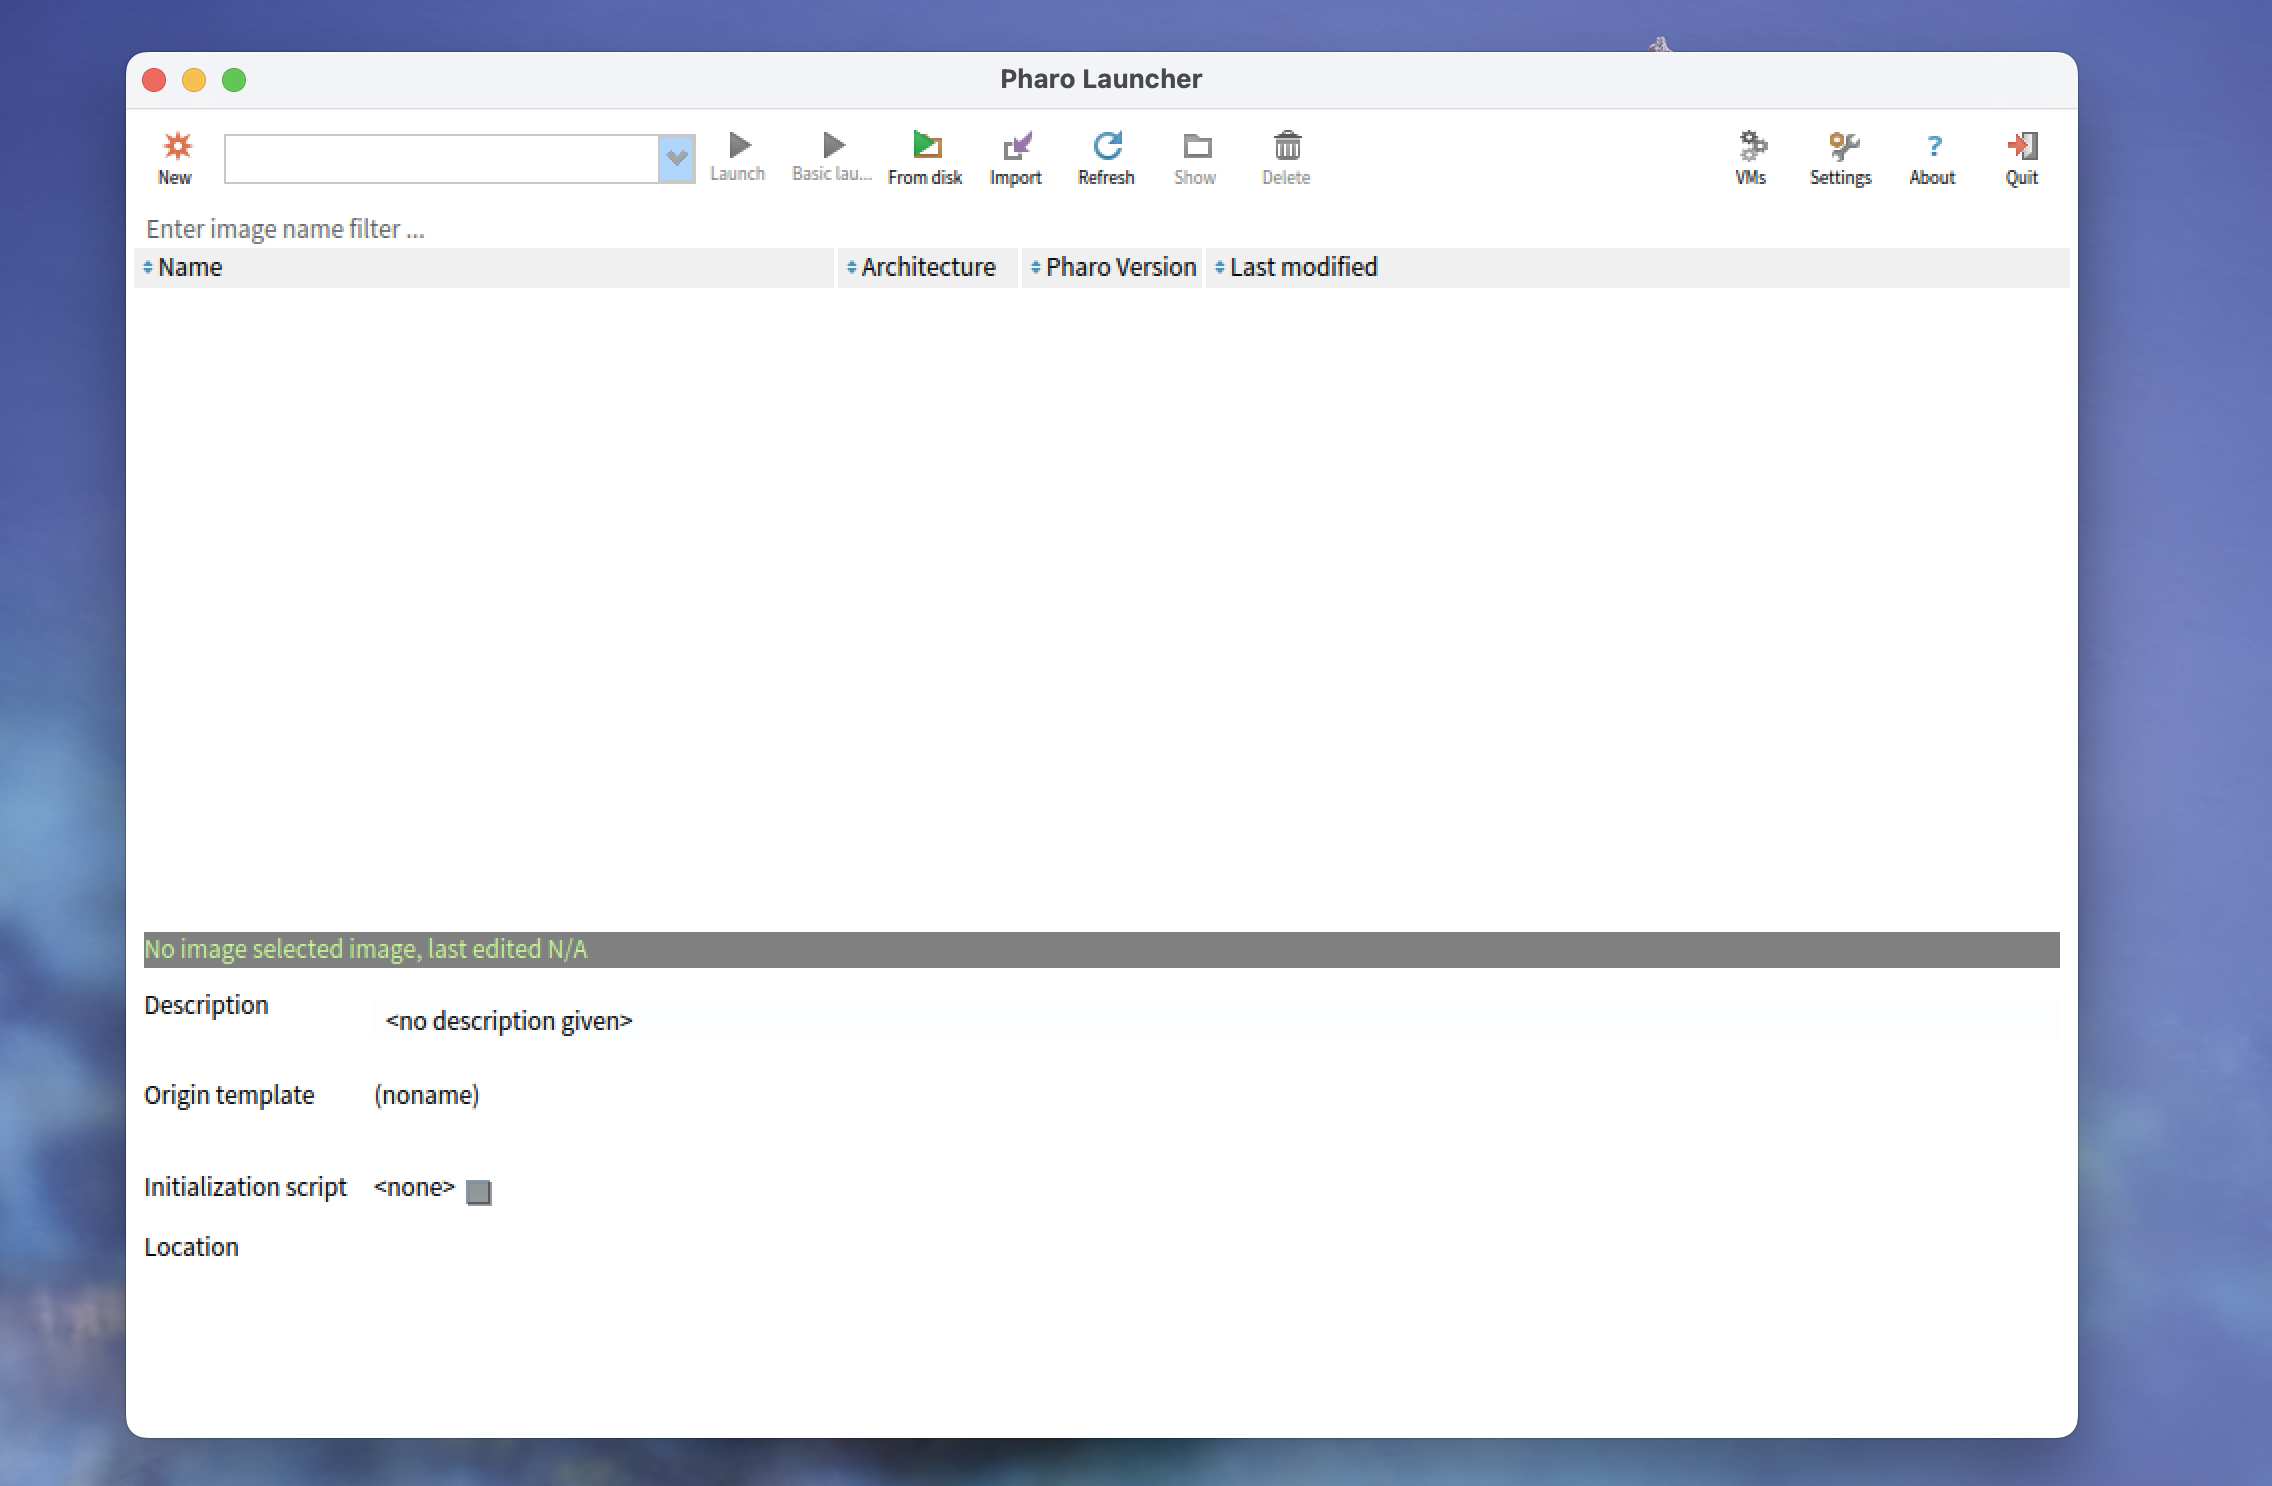 Pharo Launcher
New
Launch
Basic lau...
From disk
Import
Refresh
Show
Delete
VMs
Settings
About
Quit
Enter image name filter ...
Name Architecture Pharo Version Last modified
No image selected image, last edited N/A
Description
<no description given>
Origin template (noname)
Initialization script <none>
Location